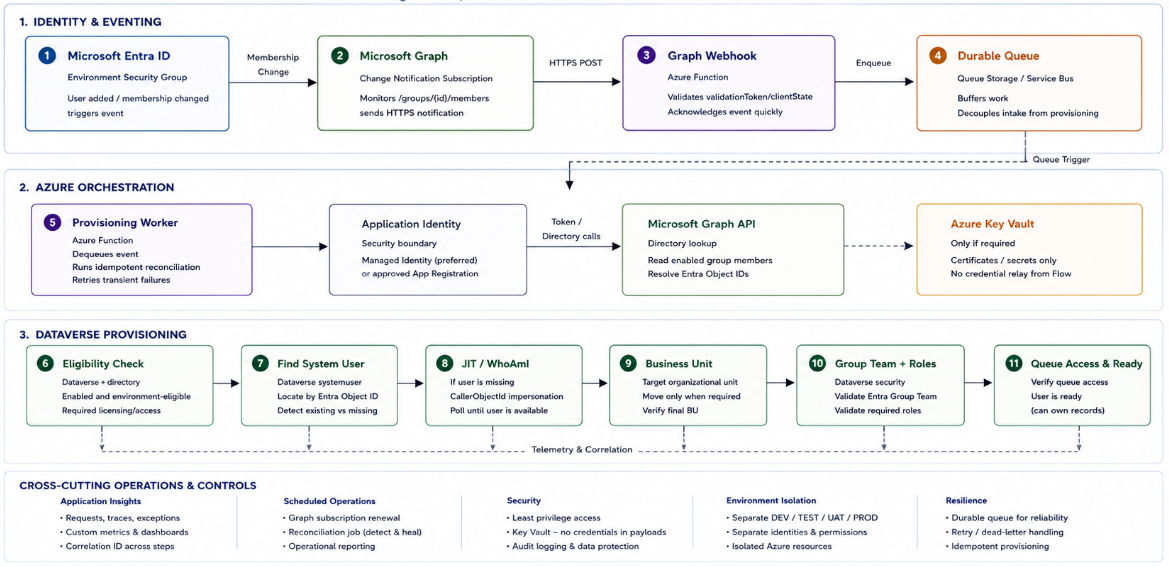 1. IDENTITY & EVENTING
1 Microsoft Entra ID
Environment Security Group
User added / membership changed
triggers event
Membership
Change
2 Microsoft Graph
Change Notification Subscription
Monitors /groups/{id}/members
sends HTTPS notification
HTTPS POST
3 Graph Webhook
Azure Function
Validates validationToken/clientState
Acknowledges event quickly
Enqueue
4 Durable Queue
Queue Storage / Service Bus
Buffers work
Decouples intake from provisioning
Queue Trigger
2. AZURE ORCHESTRATION
5 Provisioning Worker
Azure Function
Dequeues event
Runs idempotent reconciliation
Retries transient failures
Application Identity
Security boundary
Managed Identity (preferred)
or approved App Registration
Token /
Directory calls
Microsoft Graph API
Directory lookup
Read enabled group members
Resolve Entra Object IDs
Azure Key Vault
Only if required
Certificates / secrets only
No credential relay from Flow
3. DATAVERSE PROVISIONING
6 Eligibility Check
Dataverse + directory
Enabled and environment-eligible
Required licensing/access
7 Find System User
Dataverse systemuser
Locate by Entra Object ID
Detect existing vs missing
8 JIT / WhoAmI
If user is missing
CallerObjectId impersonation
Poll until user is available
9 Business Unit
Target organizational unit
Move only when required
Verify final BU
10 Group Team + Roles
Dataverse security
Validate Entra Group Team
Validate required roles
11 Queue Access & Ready
Verify queue access
User is ready
(can own records)
Telemetry & Correlation
CROSS-CUTTING OPERATIONS & CONTROLS
Application Insights
• Requests, traces, exceptions
• Custom metrics & dashboards
• Correlation ID across steps
Scheduled Operations
• Graph subscription renewal
• Reconciliation job (detect & heal)
• Operational reporting
Security
• Least privilege access
• Key Vault – no credentials in payloads
• Audit logging & data protection
Environment Isolation
• Separate DEV / TEST / UAT / PROD
• Separate identities & permissions
• Isolated Azure resources
Resilience
• Durable queue for reliability
• Retry / dead-letter handling
• Idempotent provisioning